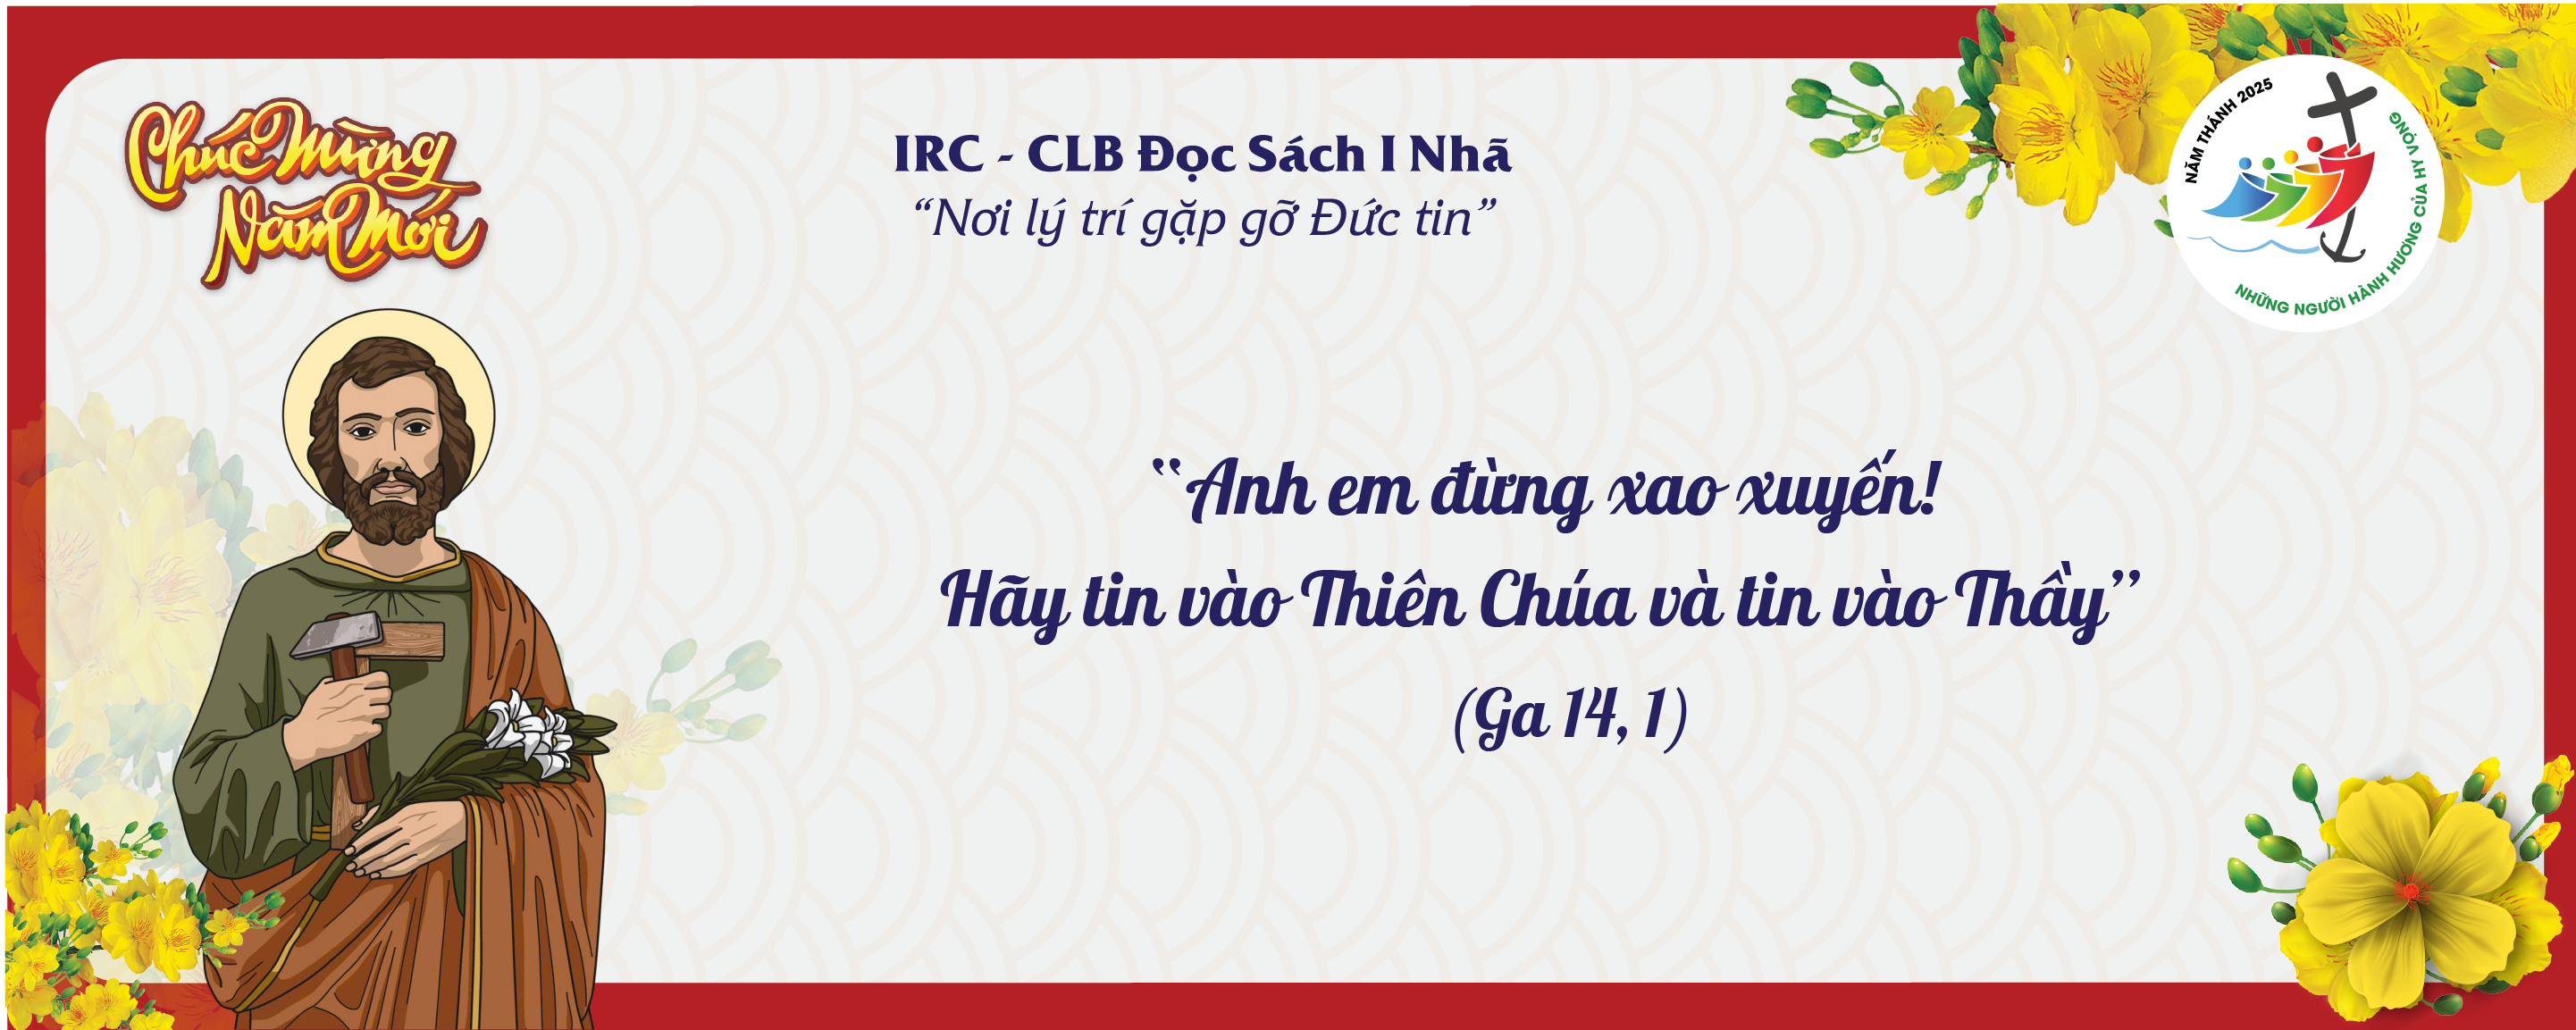 Chúc Mừng
Năm Mới
IRC - CLB Đọc Sách I Nhã
“Nơi lý trí gặp gỡ Đức tin”
NĂM THÁNH 2025
NHỮNG NGƯỜI HÀNH HƯƠNG CỦA HY VỌNG
“Anh em đừng xao xuyến!
Hãy tin vào Thiên Chúa và tin vào Thầy”
(Ga 14, 1)